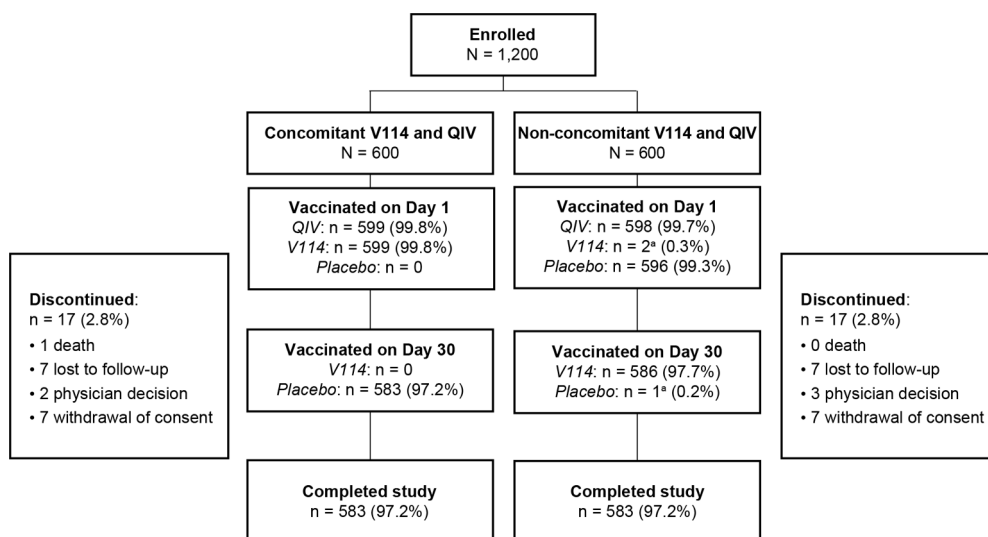 Enrolled
N = 1,200
Concomitant V114 and QIV
N = 600
Non-concomitant V114 and QIV
N = 600
Vaccinated on Day 1
QIV: n = 599 (99.8%)
V114: n = 599 (99.8%)
Placebo: n = 0
Vaccinated on Day 1
QIV: n = 598 (99.7%)
V114: n = 2ᵃ (0.3%)
Placebo: n = 596 (99.3%)
Discontinued:
n = 17 (2.8%)
• 1 death
• 7 lost to follow-up
• 2 physician decision
• 7 withdrawal of consent
Vaccinated on Day 30
V114: n = 0
Placebo: n = 583 (97.2%)
Vaccinated on Day 30
V114: n = 586 (97.7%)
Placebo: n = 1ᵃ (0.2%)
Discontinued:
n = 17 (2.8%)
• 0 death
• 7 lost to follow-up
• 3 physician decision
• 7 withdrawal of consent
Completed study
n = 583 (97.2%)
Completed study
n = 583 (97.2%)